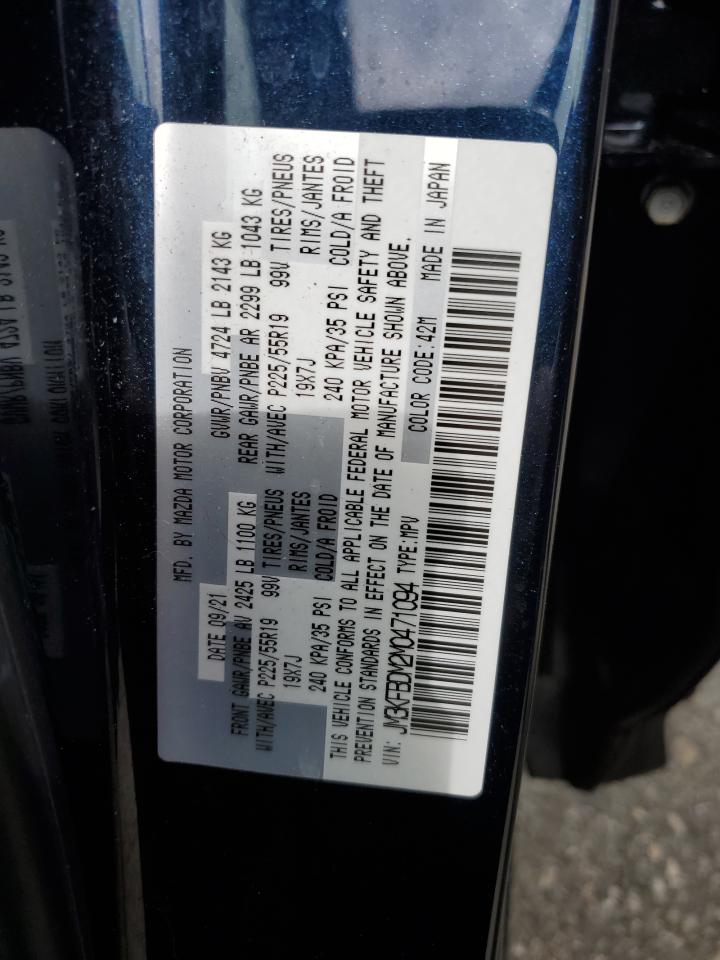 MFD. BY MAZDA MOTOR CORPORATION
DATE 09/21 GVWR/PNBV 4724 LB 2143 KG
FRONT GAWR/PNBE AV 2425 LB 1100 KG REAR GAWR/PNBE AR 2299 LB 1043 KG
WITH/AVEC P225/55R19 99V TIRES/PNEUS WITH/AVEC P225/55R19 99V TIRES/PNEUS
19X7J RIMS/JANTES 19X7J RIMS/JANTES
240 KPA/35 PSI COLD/A FROID 240 KPA/35 PSI COLD/A FROID
THIS VEHICLE CONFORMS TO ALL APPLICABLE FEDERAL MOTOR VEHICLE SAFETY AND THEFT
PREVENTION STANDARDS IN EFFECT ON THE DATE OF MANUFACTURE SHOWN ABOVE.
VIN: JM3KFBDM2M0471094 TYPE:MPV COLOR CODE:42M MADE IN JAPAN